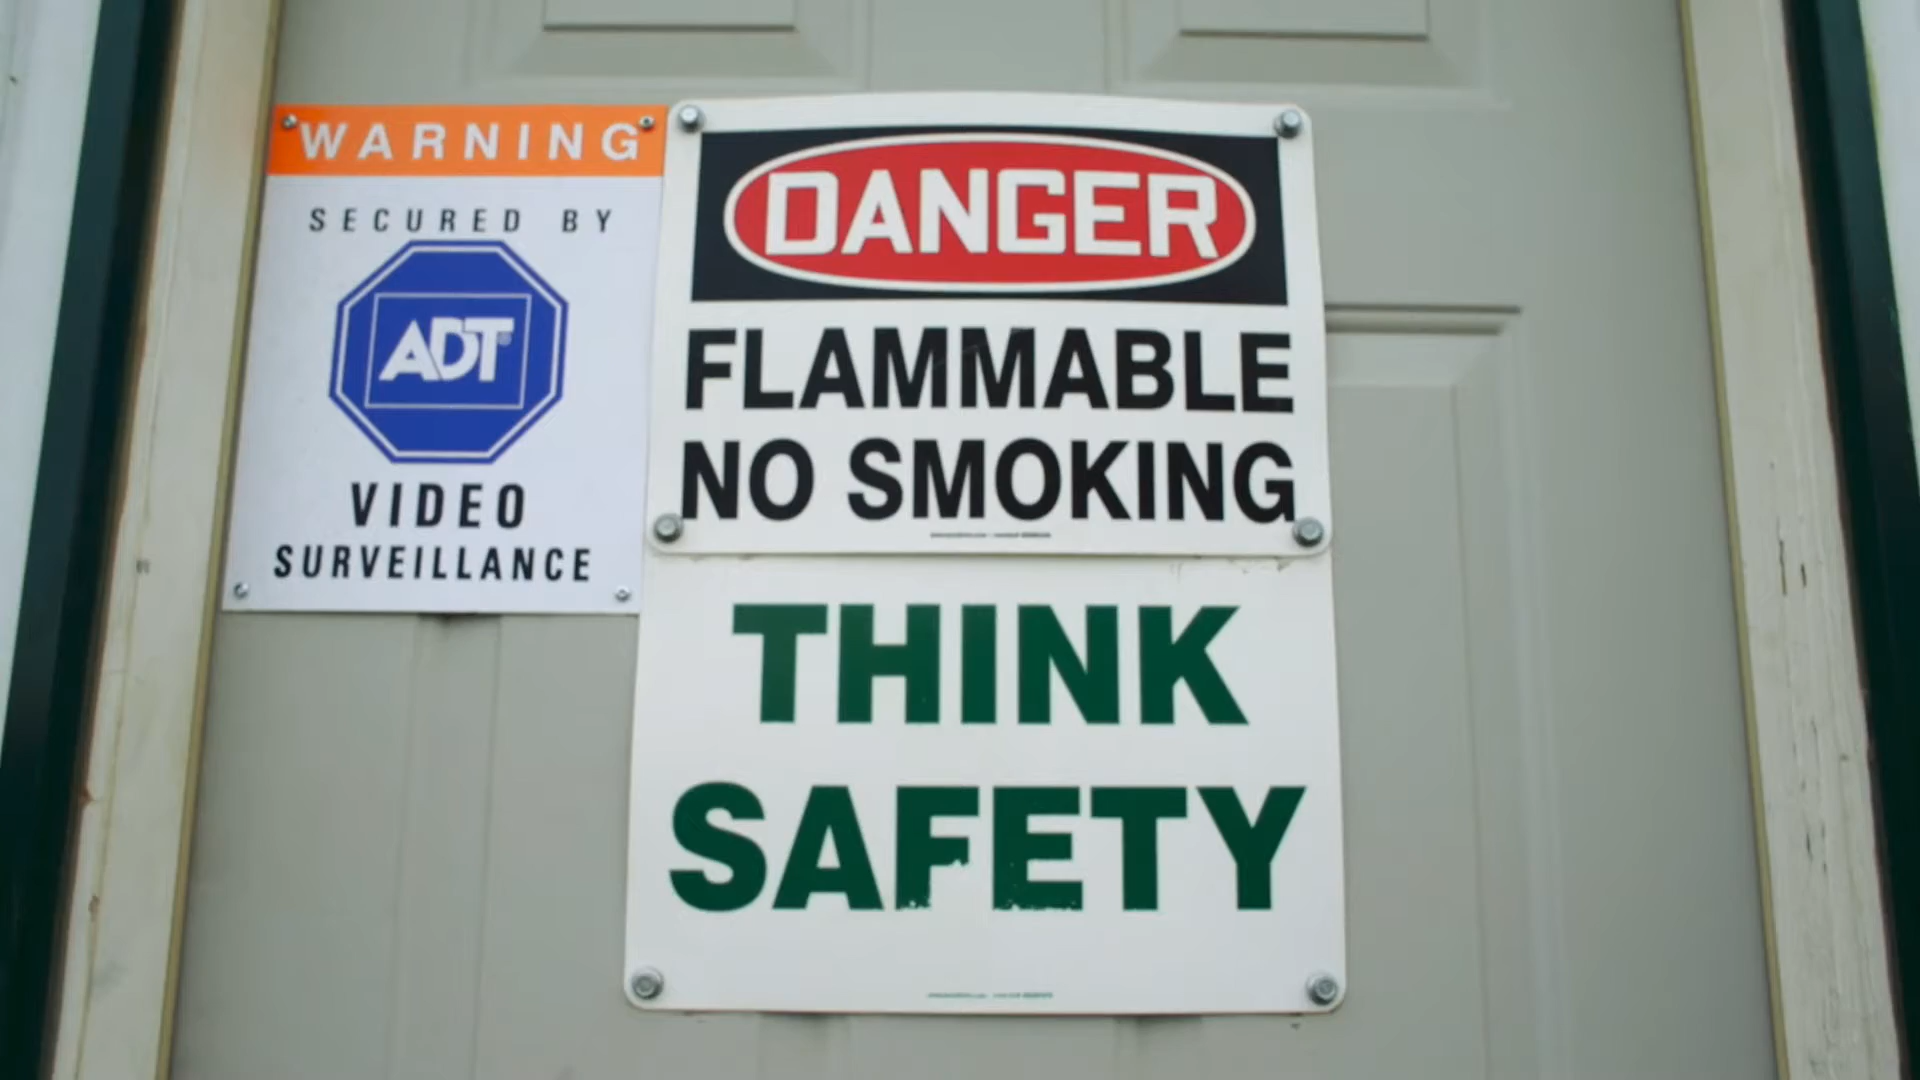 WARNING
SECURED BY
ADT
VIDEO
SURVEILLANCE
DANGER
FLAMMABLE
NO SMOKING
THINK
SAFETY